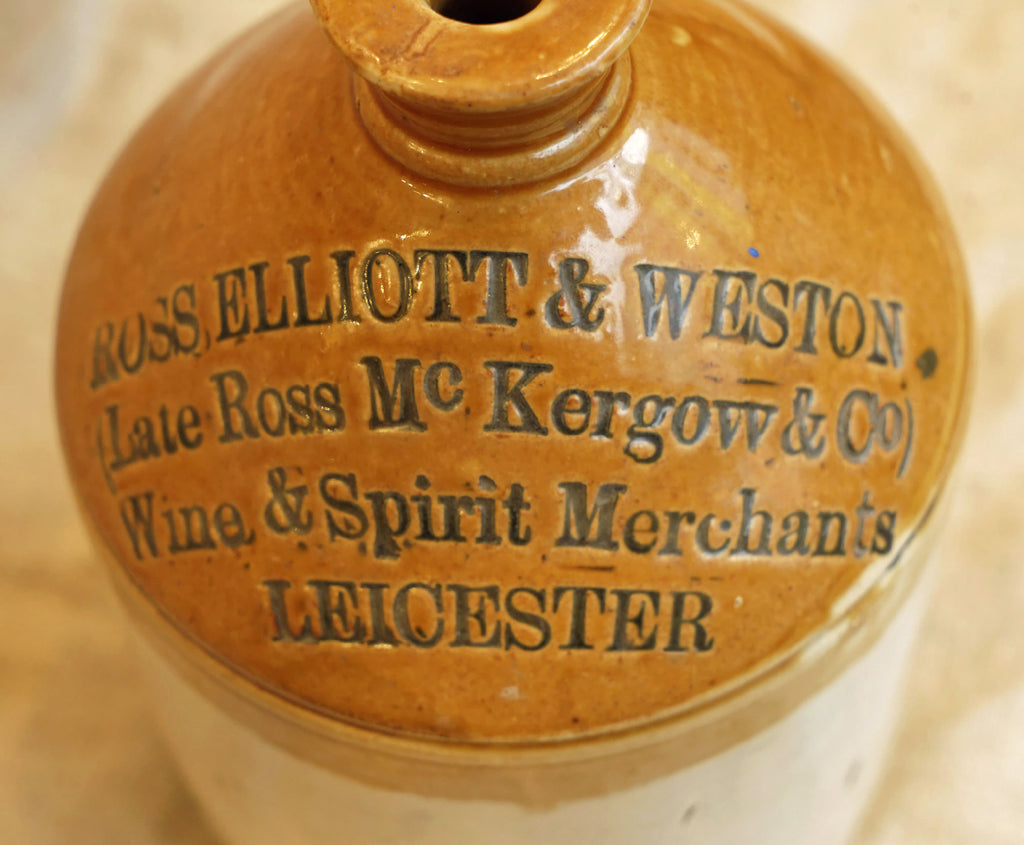 ROSS, ELLIOTT & WESTON
(Late Ross Mc Kergow & Co)
Wine & Spirit Merchants,
LEICESTER